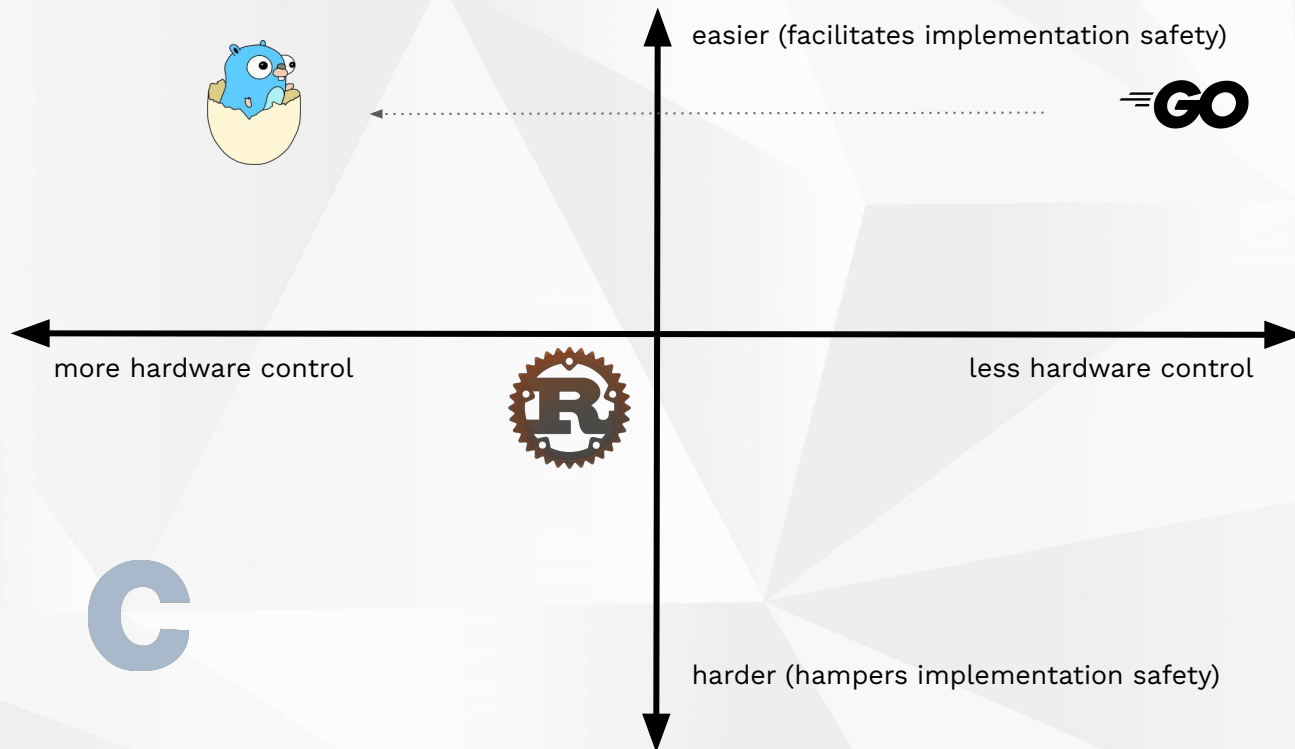 easier (facilitates implementation safety)
GO
more hardware control
less hardware control
R
C
harder (hampers implementation safety)